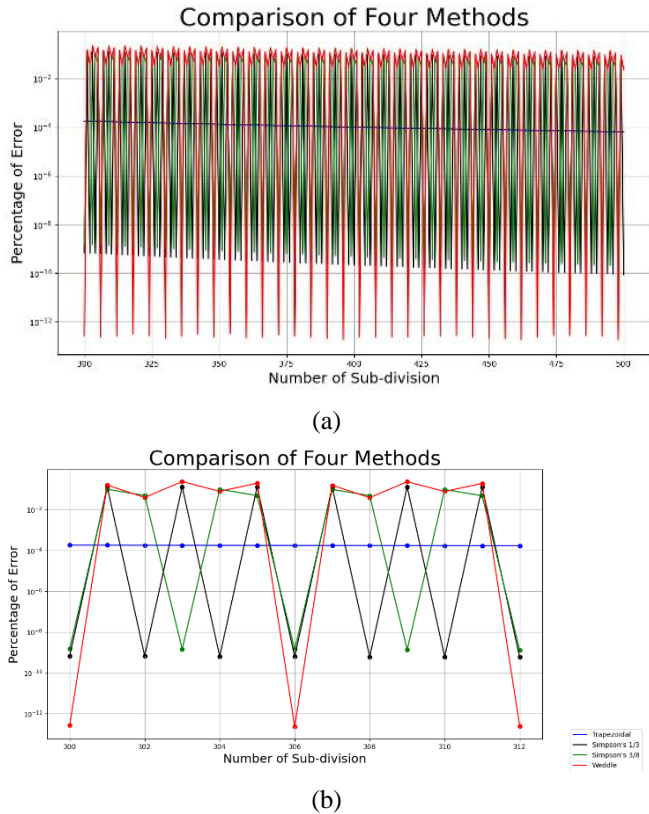 Comparison of Four Methods
Percentage of Error
10⁻²
10⁻⁴
10⁻⁶
10⁻⁸
10⁻¹⁰
10⁻¹²
300 325 350 375 400 425 450 475 500
Number of Sub-division
(a)
Comparison of Four Methods
Percentage of Error
10⁻²
10⁻⁴
10⁻⁶
10⁻⁸
10⁻¹⁰
10⁻¹²
300 302 304 306 308 310 312
Number of Sub-division
Trapezoidal
Simpson's 1/3
Simpson's 3/8
Weddle
(b)